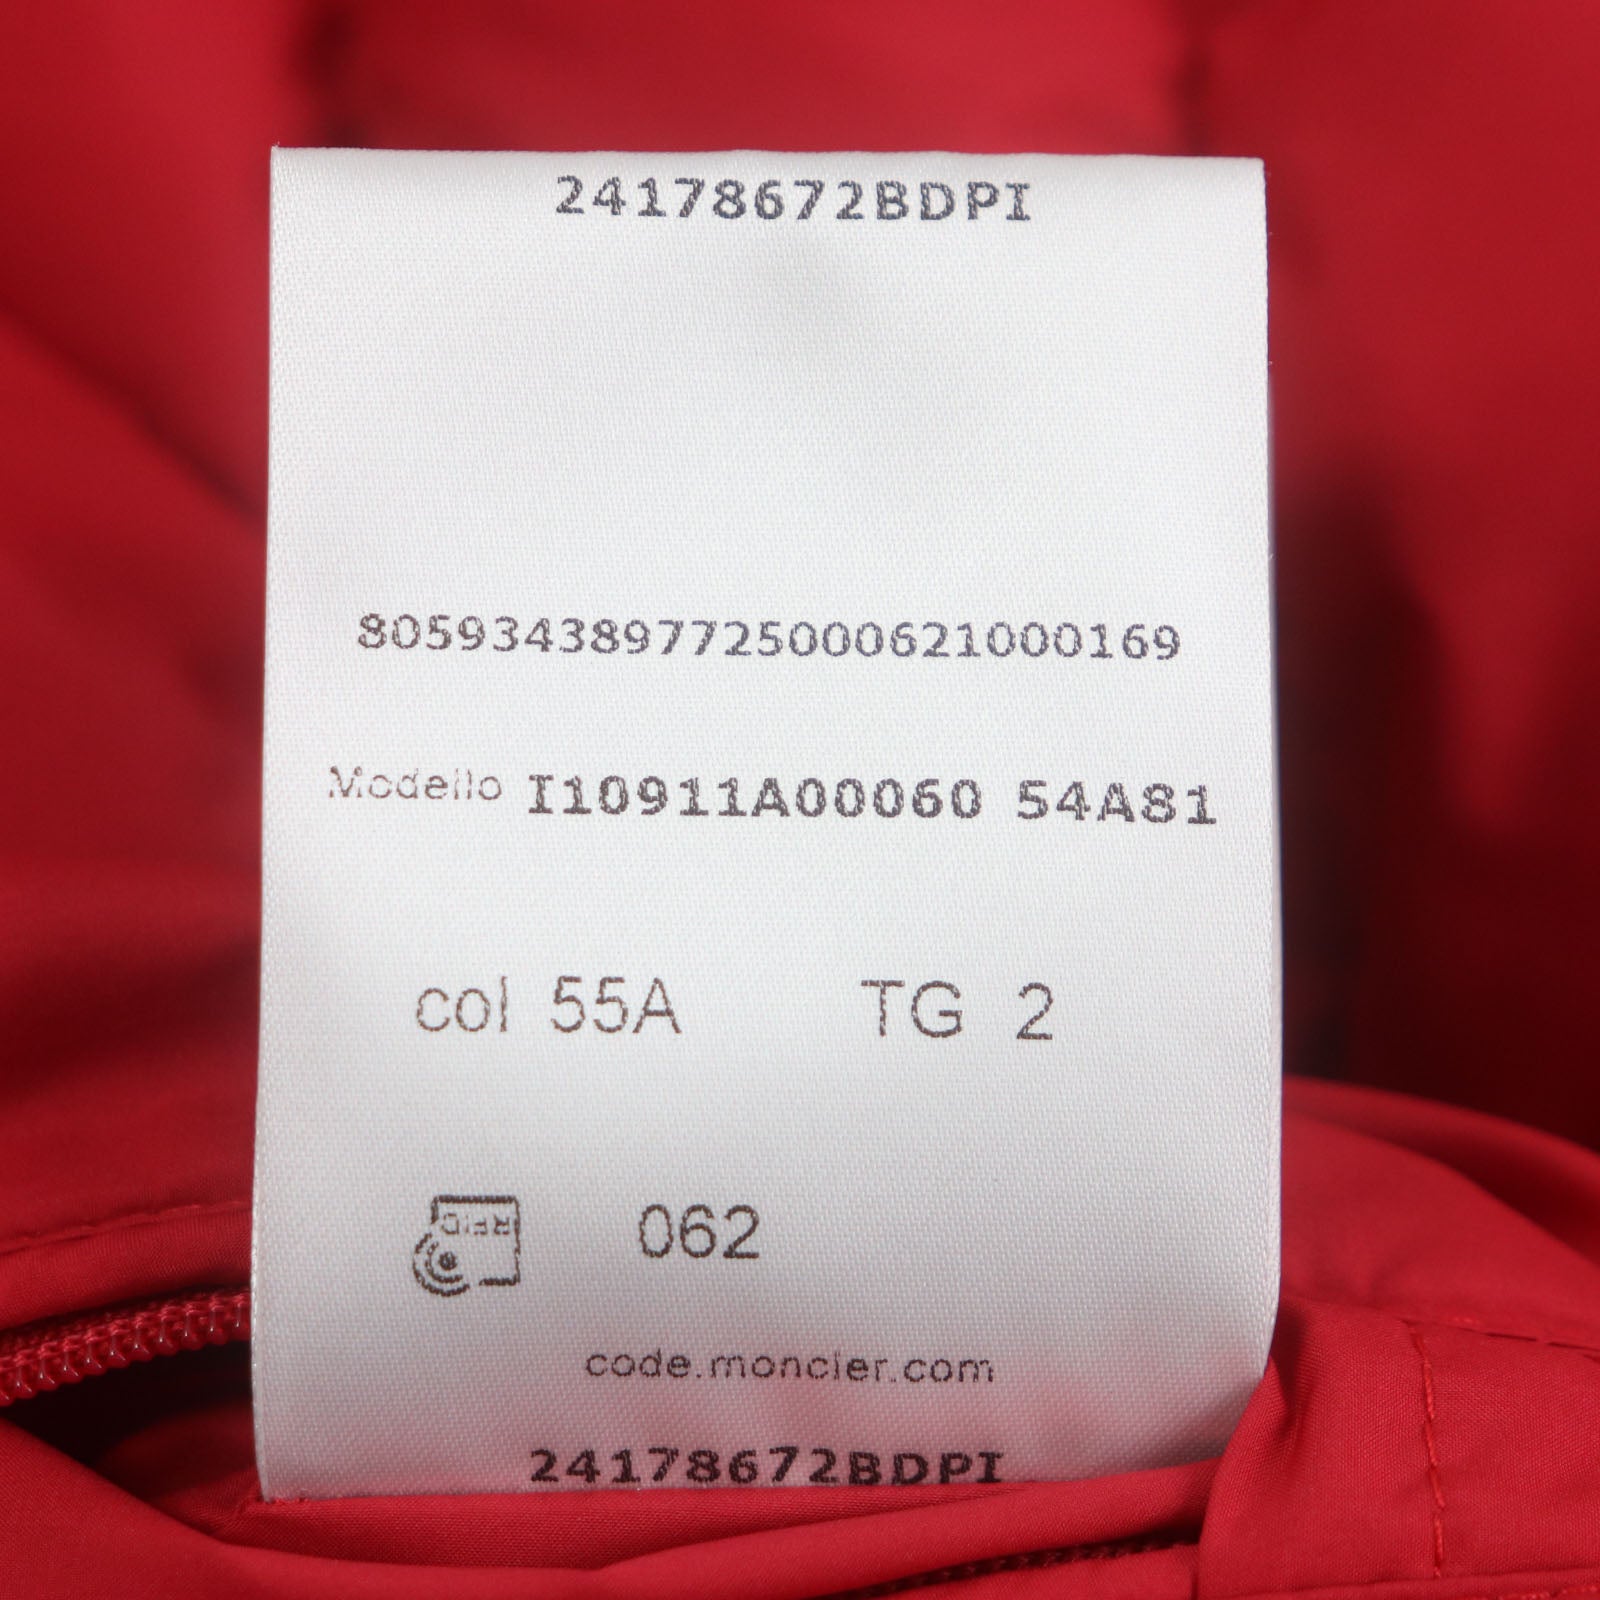 24178672BDPI
8059343897725000621000169
Modello I10911A00060 54A81
col 55A TG 2
RFID 062
code.moncler.com
24178672BDPI